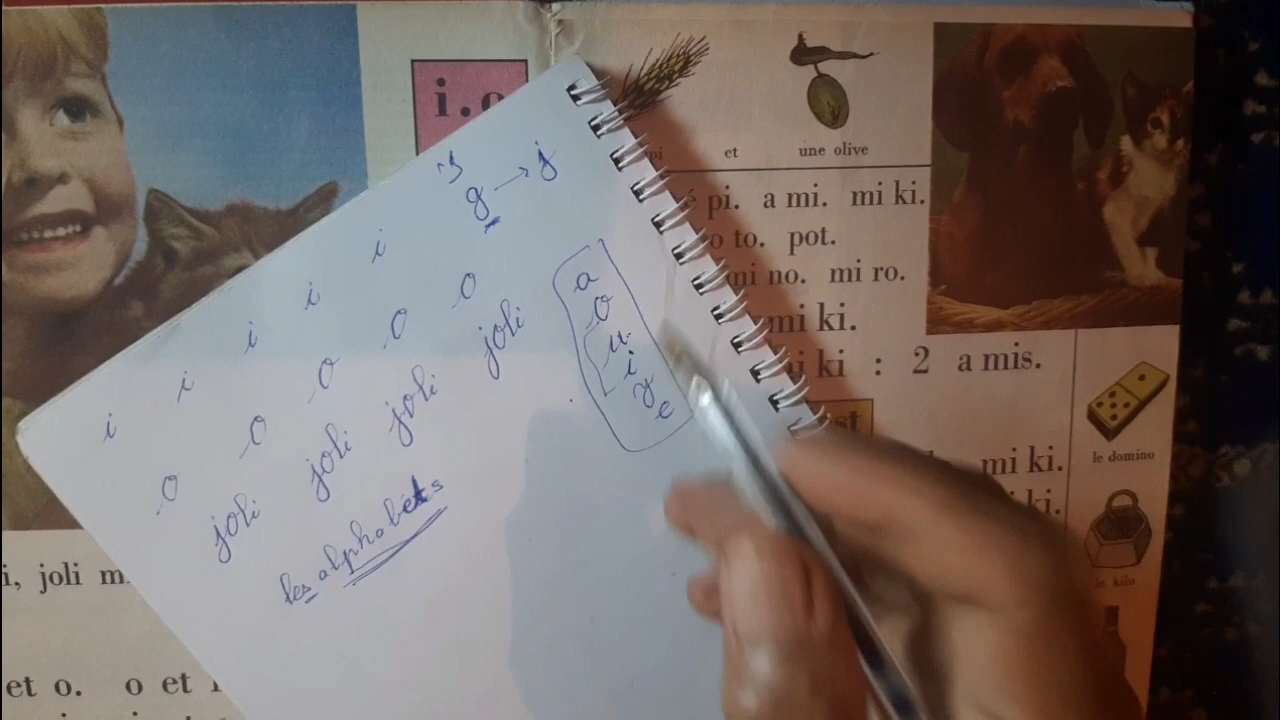 i. o
et
une olive
é pi. a mi. mi ki.
to. pot.
mi no. mi ro.
mi ki.
ki : 2 a mis.
mi ki.
ki.
le domino
le kilo
g → j
i i i i i
o o o o o
joli joli joli joli
les alphabets
a
o
u
i
y
e
i, joli m
et o. o et